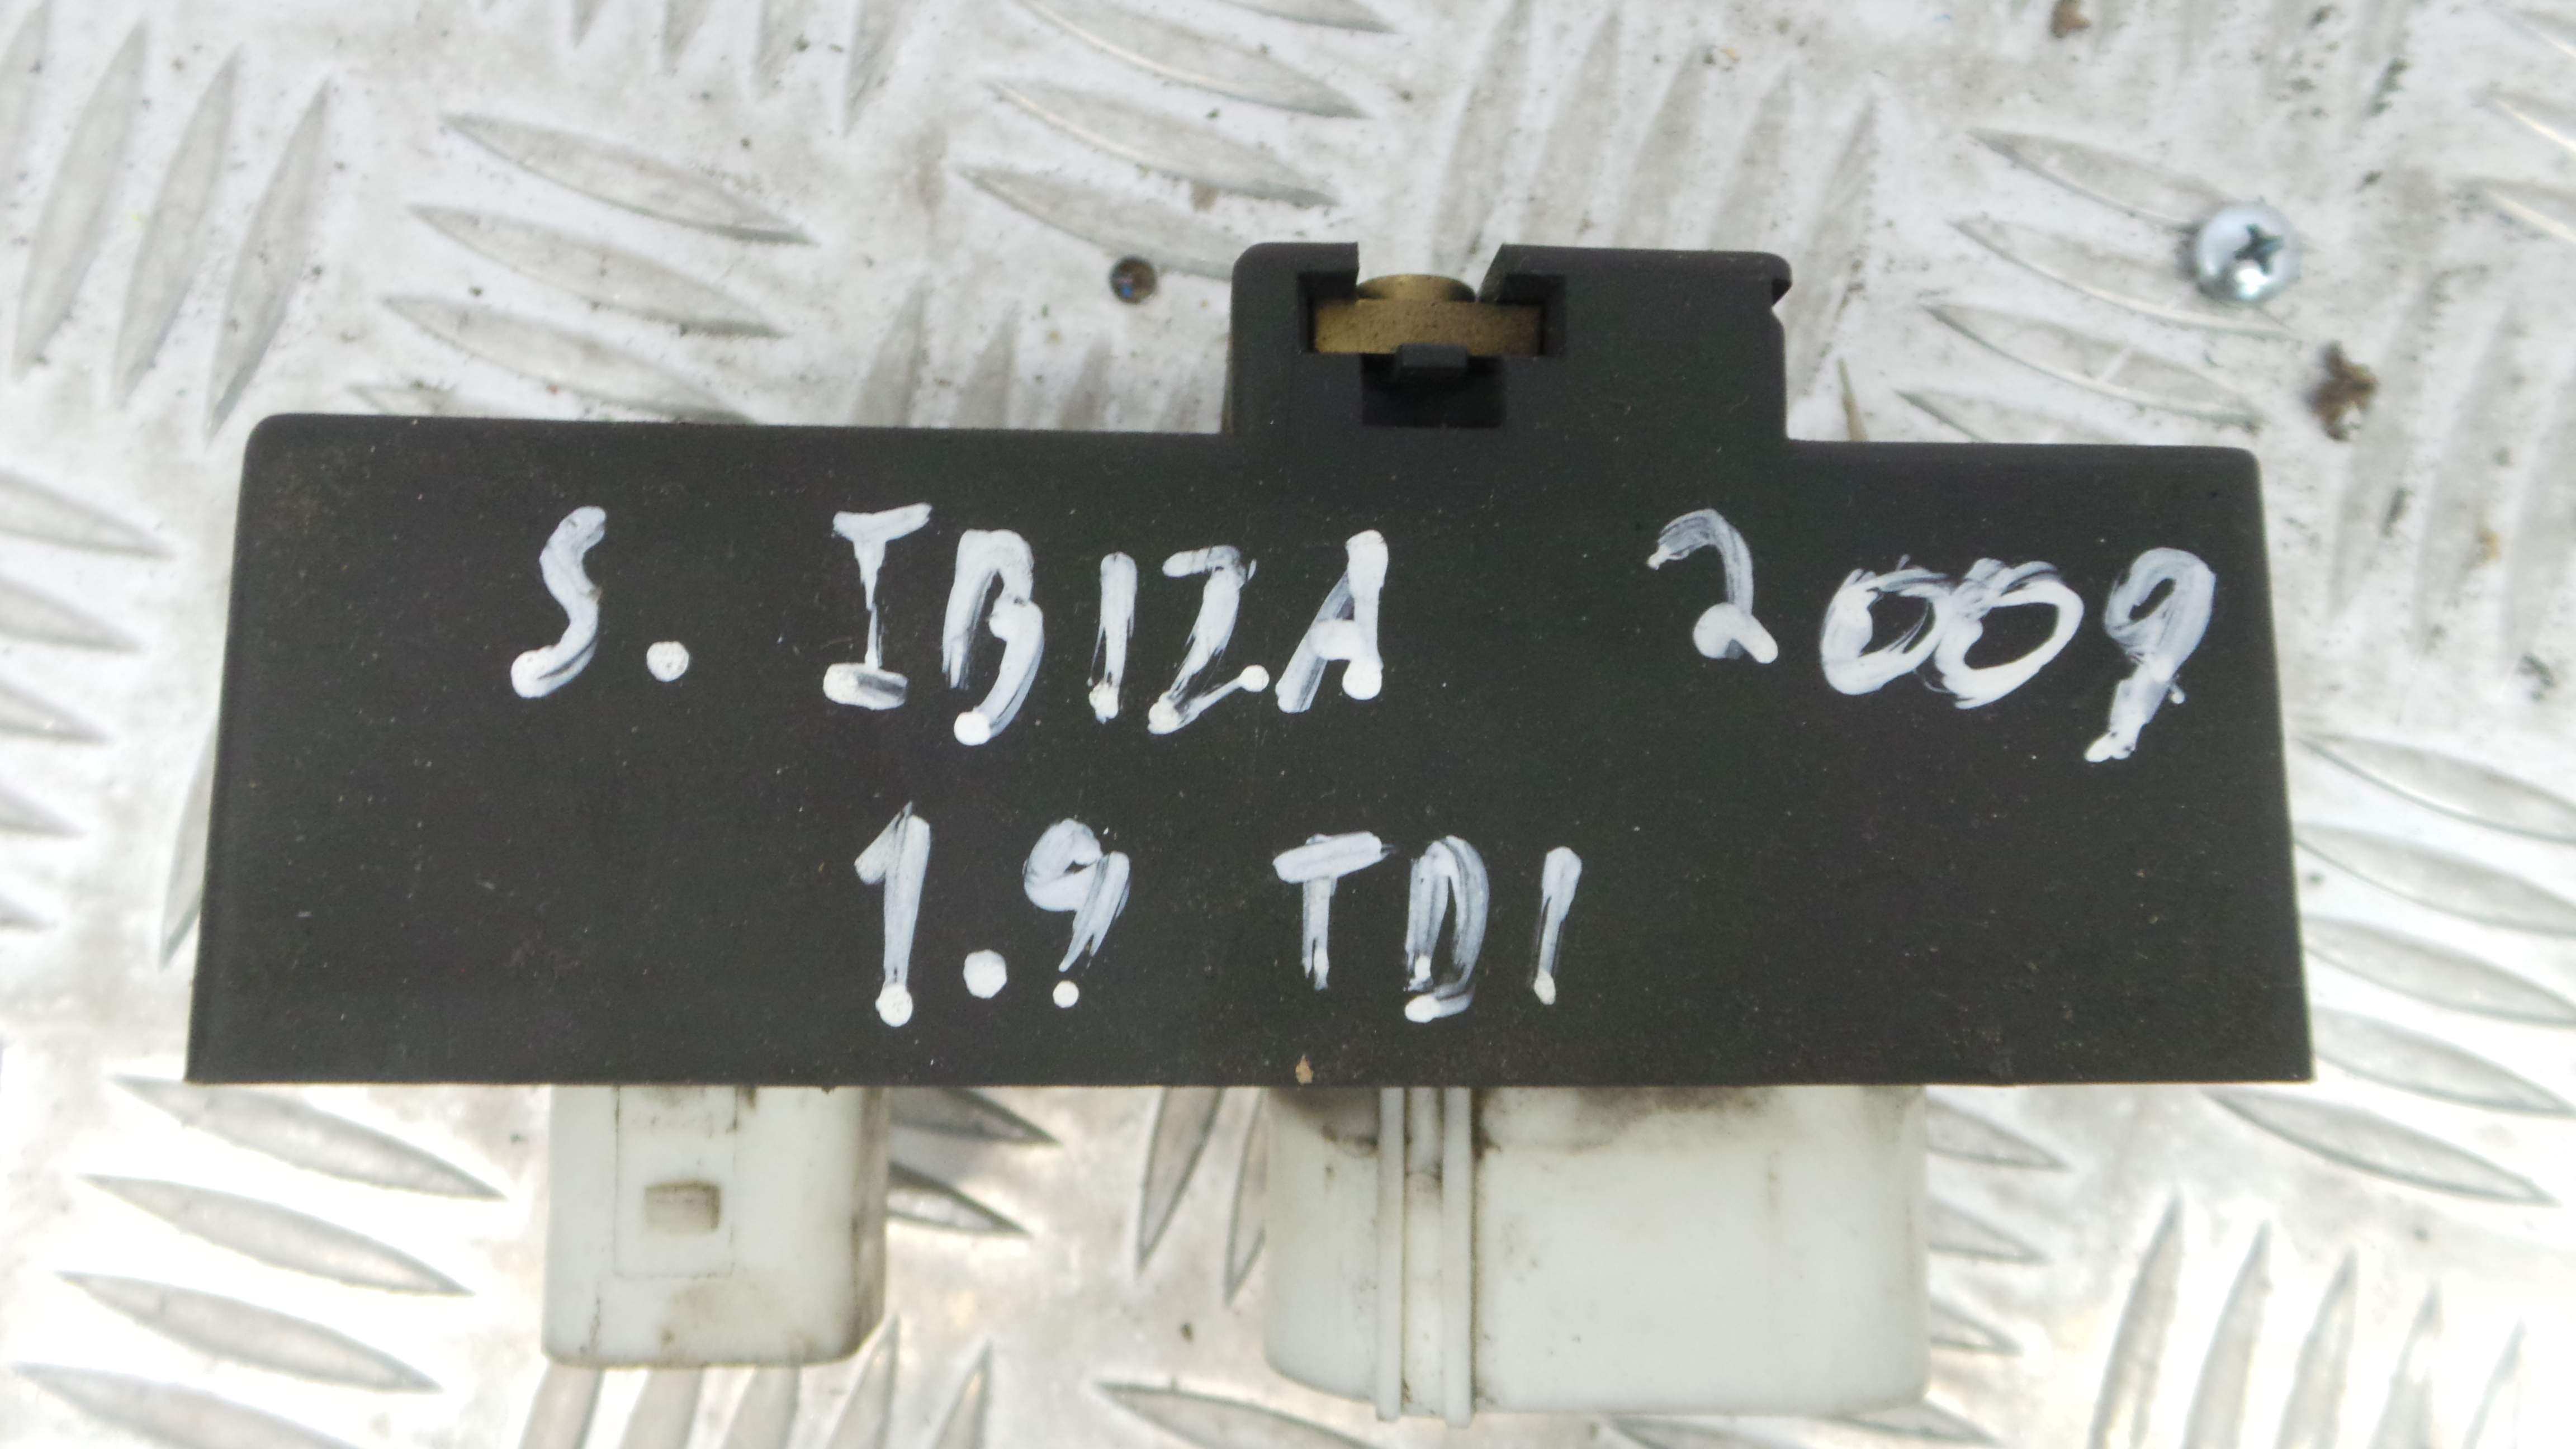 S. IBIZA 2009
1.9 TDI